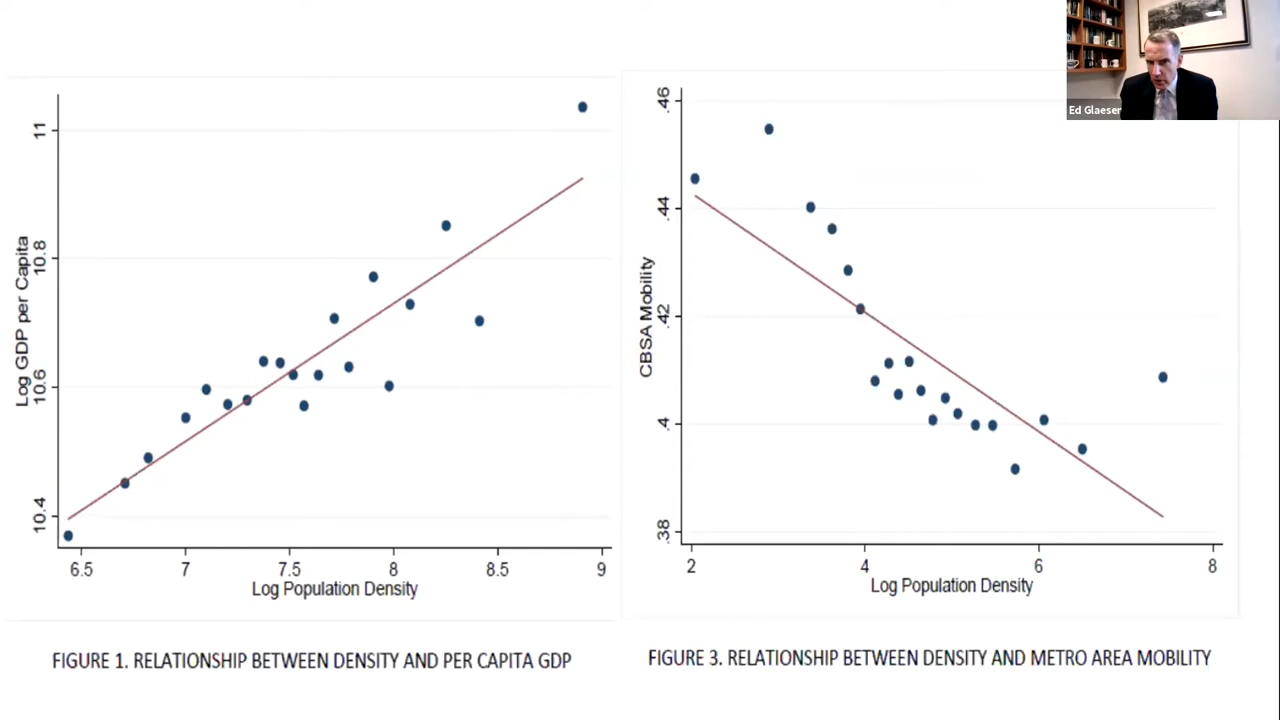 Ed Glaeser
11
10.8
10.6
10.4
Log GDP per Capita
6.5 7 7.5 8 8.5 9
Log Population Density
FIGURE 1. RELATIONSHIP BETWEEN DENSITY AND PER CAPITA GDP
.46
.44
.42
.4
.38
CBSA Mobility
2 4 6 8
Log Population Density
FIGURE 3. RELATIONSHIP BETWEEN DENSITY AND METRO AREA MOBILITY